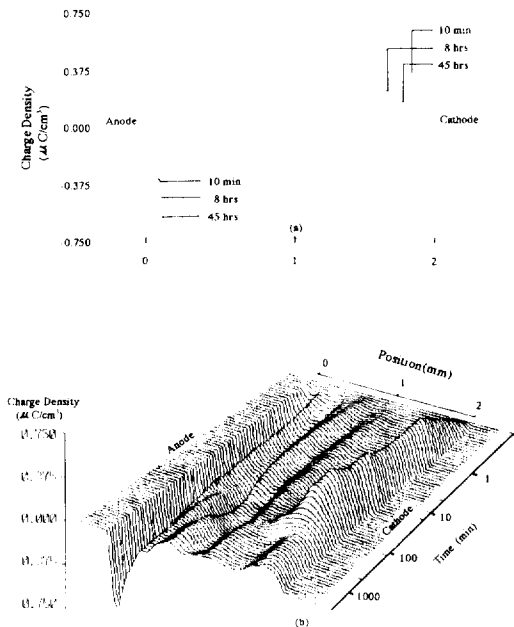 0.750
10 min
8 hrs
45 hrs
0.375
Charge Density
(μC/cm³)
0.000
Anode
Cathode
-0.375
10 min
8 hrs
45 hrs
-0.750
(a)
0
1
2
Charge Density
(μC/cm³)
0.750
0.000
0.750
Anode
Position(mm)
0
1
2
Cathode
Time (min)
1
10
100
1000
(b)